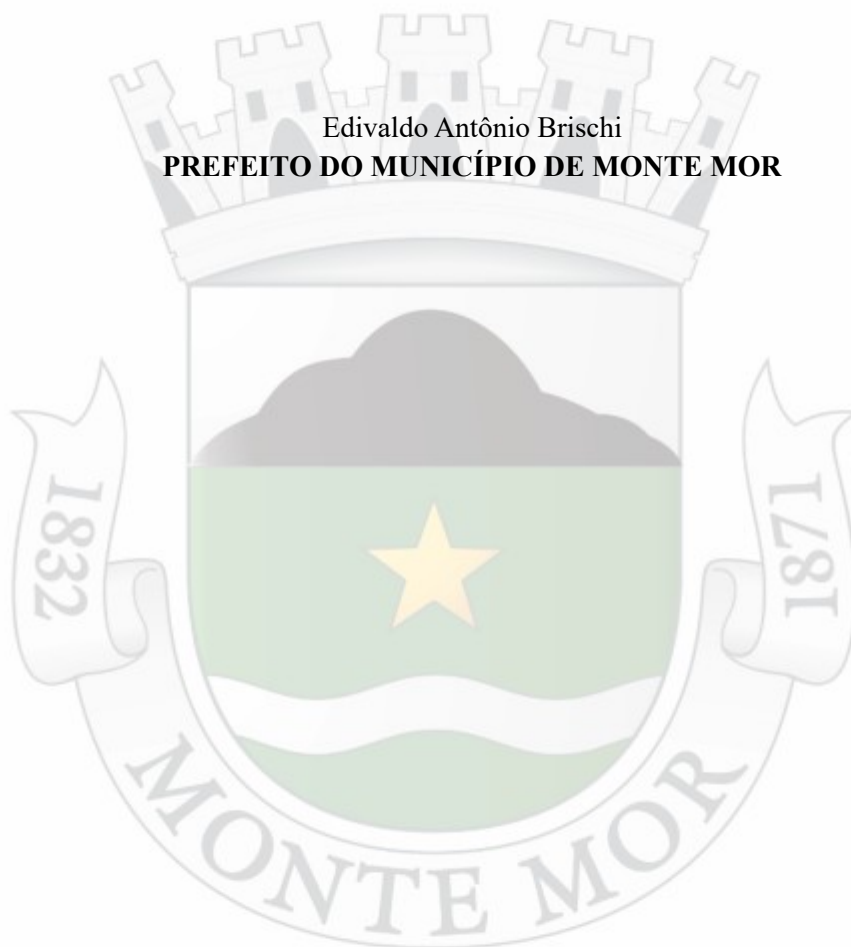 Edivaldo Antônio Brischi
PREFEITO DO MUNICÍPIO DE MONTE MOR
1832
1871
MONTE MOR